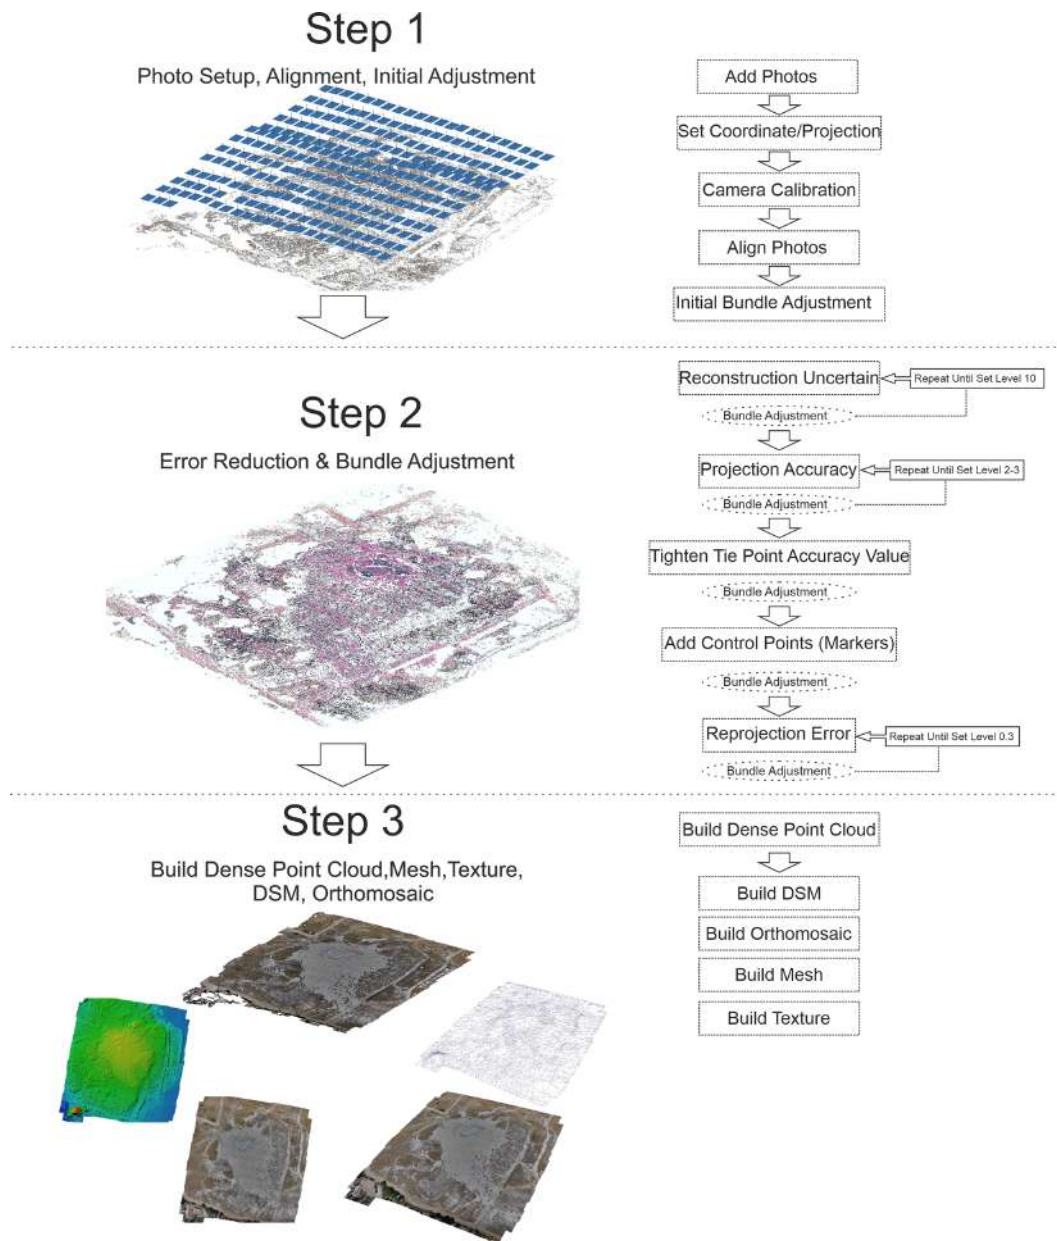 Step 1
Photo Setup, Alignment, Initial Adjustment
Add Photos
Set Coordinate/Projection
Camera Calibration
Align Photos
Initial Bundle Adjustment
Step 2
Error Reduction & Bundle Adjustment
Reconstruction Uncertain
Repeat Until Set Level 10
Bundle Adjustment
Projection Accuracy
Repeat Until Set Level 2-3
Bundle Adjustment
Tighten Tie Point Accuracy Value
Bundle Adjustment
Add Control Points (Markers)
Bundle Adjustment
Reprojection Error
Repeat Until Set Level 0.3
Bundle Adjustment
Step 3
Build Dense Point Cloud,Mesh,Texture,
DSM, Orthomosaic
Build Dense Point Cloud
Build DSM
Build Orthomosaic
Build Mesh
Build Texture